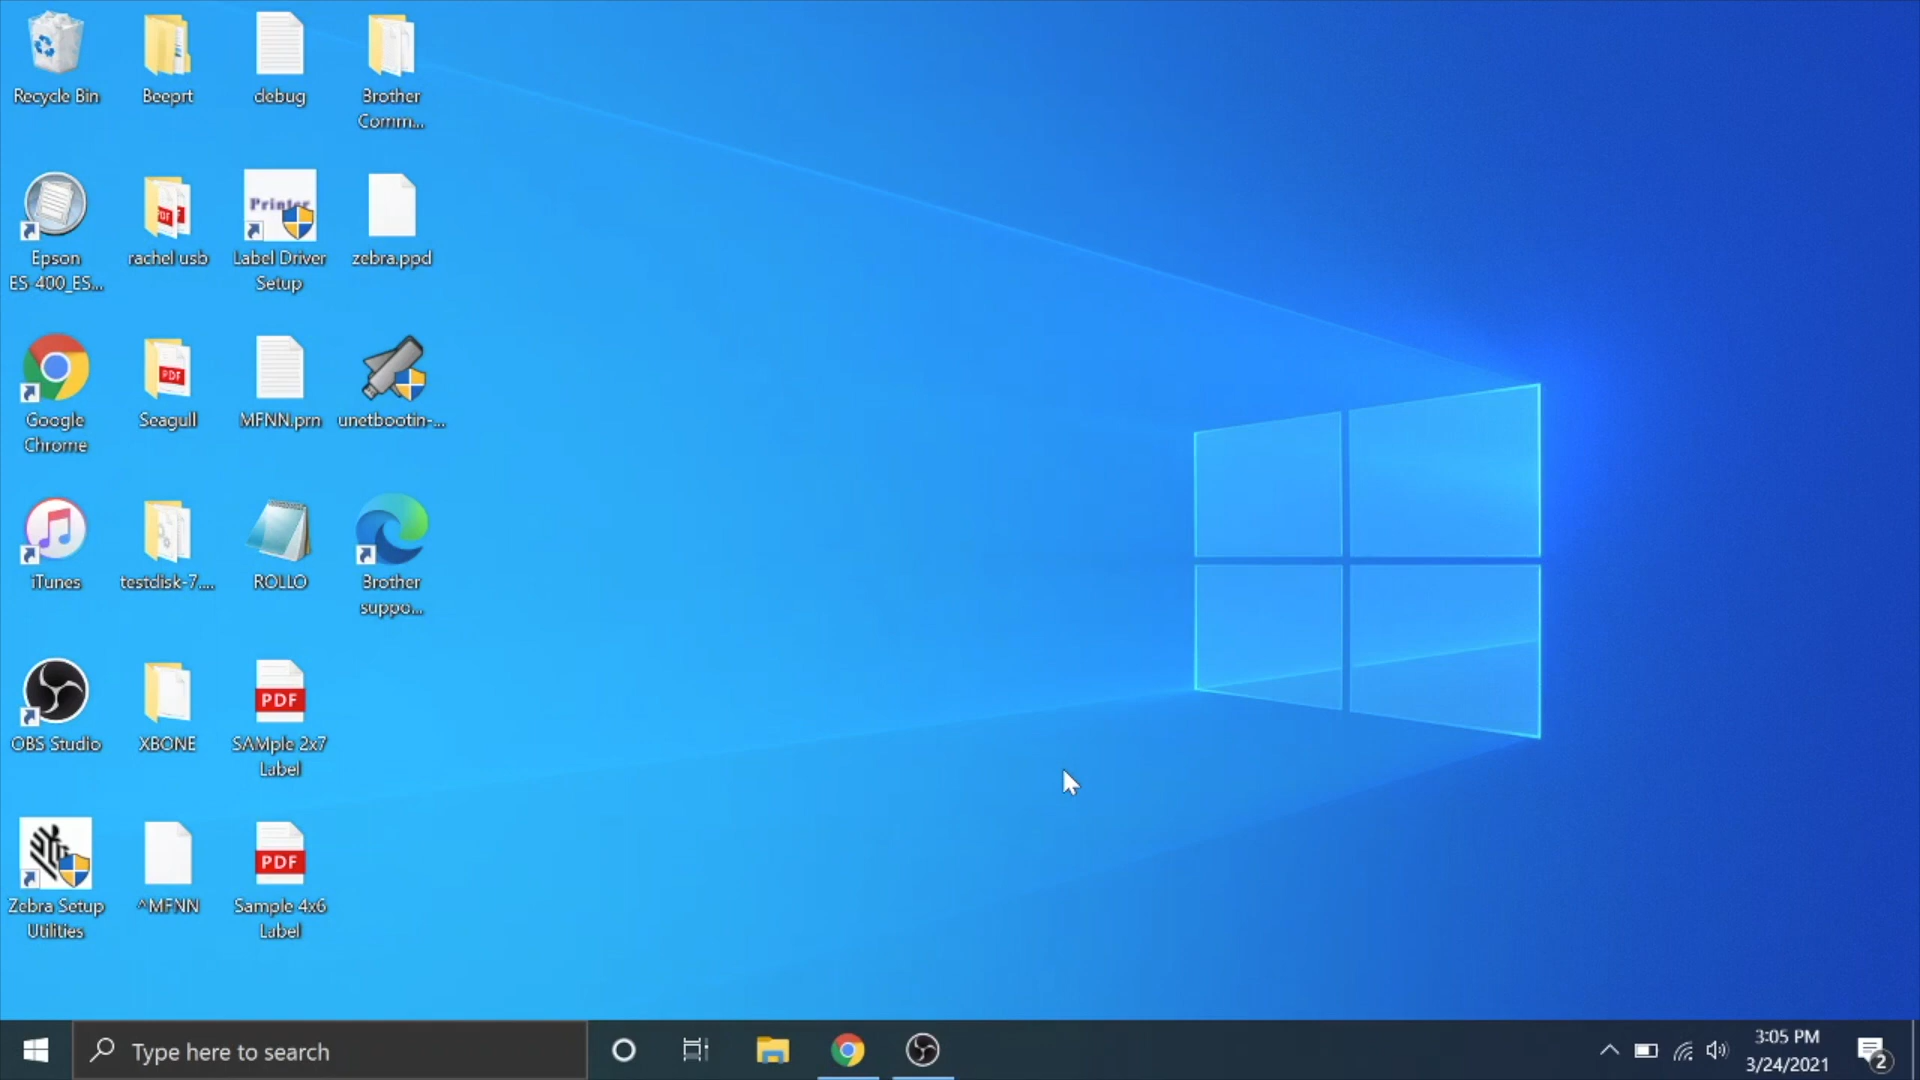 Recycle Bin
Beeprt
debug
Brother
Comm...
Epson
ES-400_ES...
rachel usb
Printer
Label Driver
Setup
zebra.ppd
Google
Chrome
Seagull
PDF
MFNN.prn
unetbootin-...
iTunes
testdisk-7....
ROLLO
Brother
suppo...
OBS Studio
XBONE
PDF
SAMple 2x7
Label
Zebra Setup
Utilities
^MFNN
PDF
Sample 4x6
Label
Type here to search
3:05 PM
3/24/2021
2